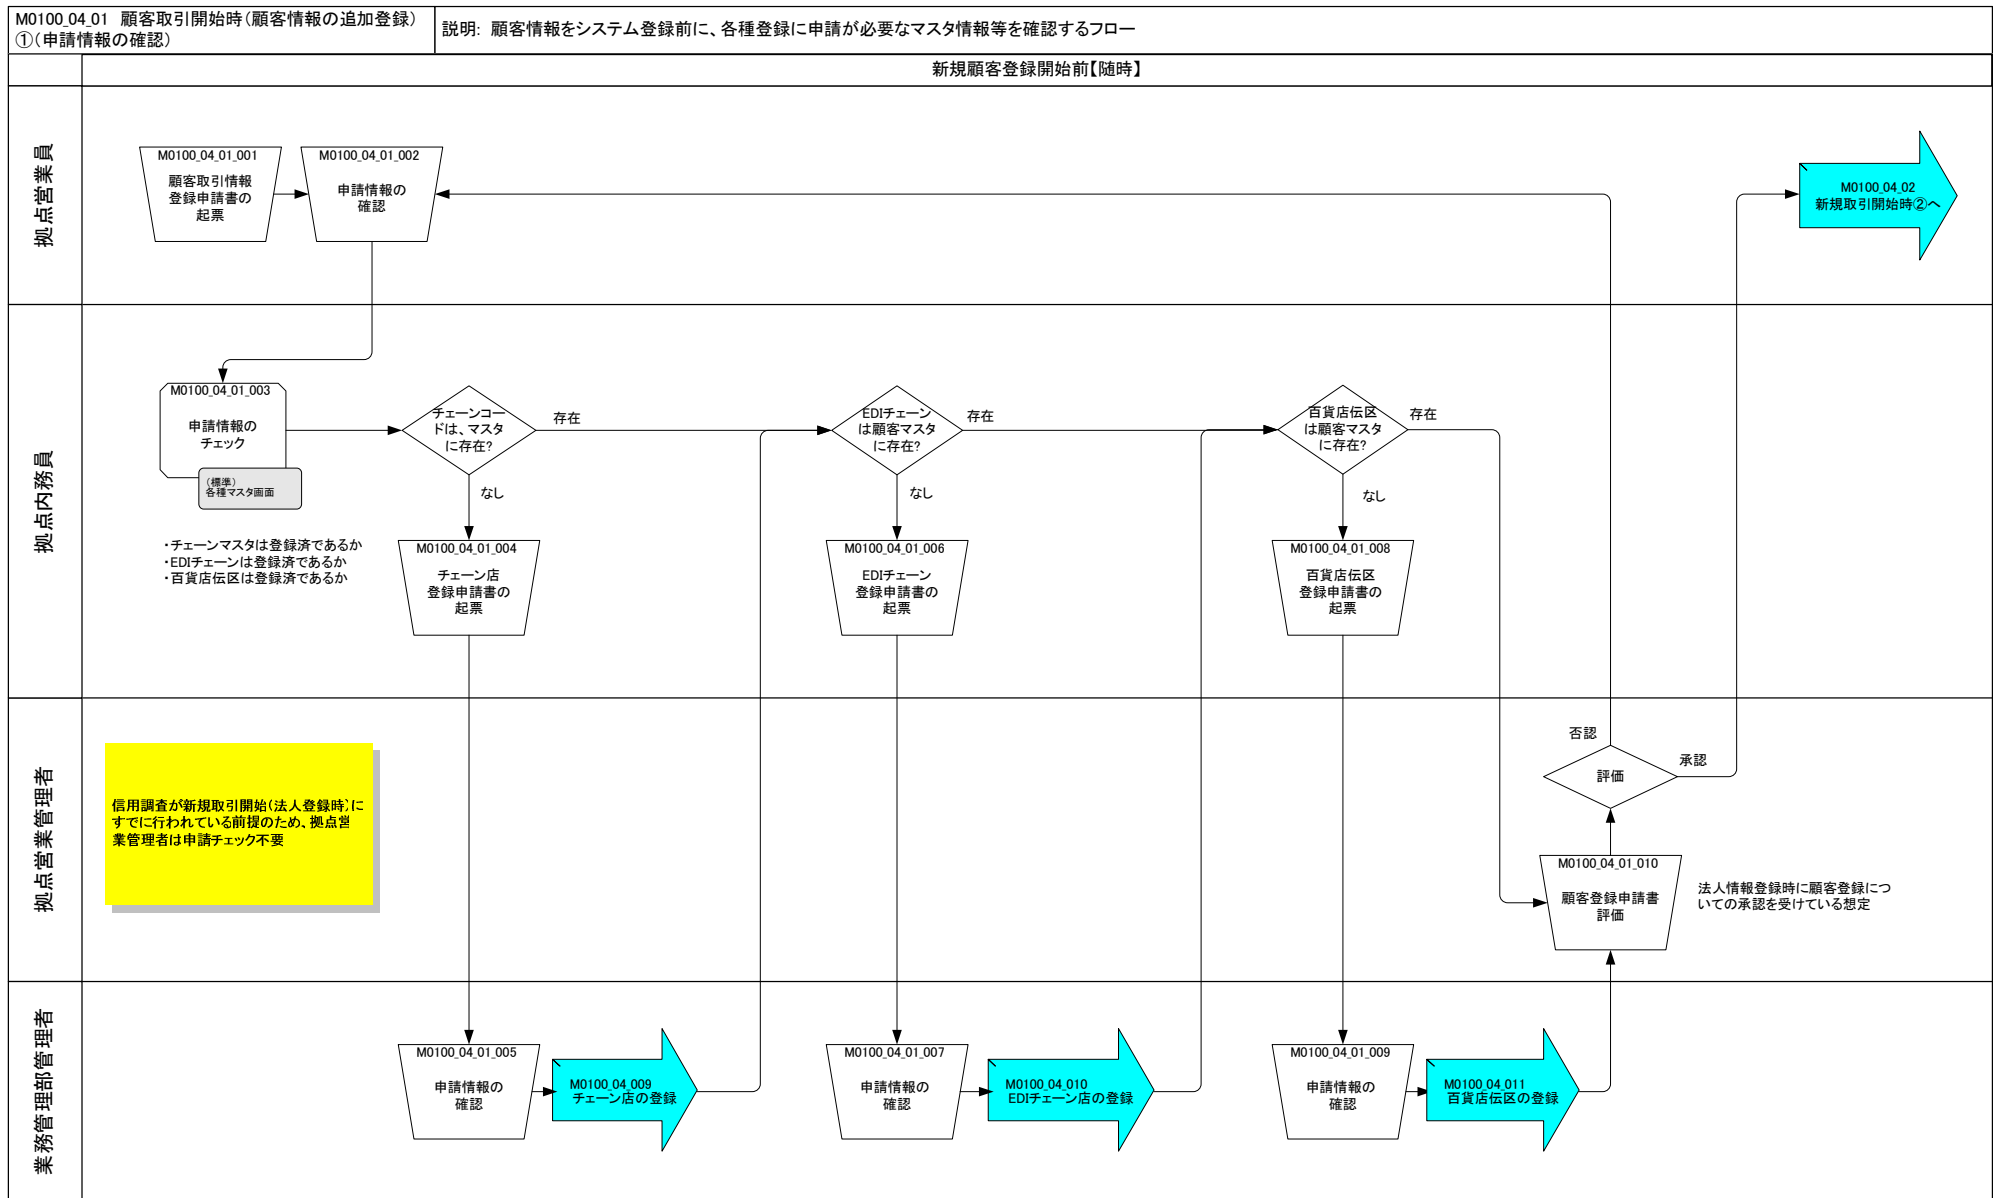 M0100_04_01 顧客取引開始時(顧客情報の追加登録)
①(申請情報の確認)
説明: 顧客情報をシステム登録前に、各種登録に申請が必要なマスタ情報等を確認するフロー
新規顧客登録開始前【随時】
拠点営業員
M0100_04_01_001
顧客取引情報
登録申請書の
起票
M0100_04_01_002
申請情報の
確認
M0100_04_02
新規取引開始時②へ
拠点内務員
M0100_04_01_003
申請情報の
チェック
(標準)
各種マスタ画面
・チェーンマスタは登録済であるか
・EDIチェーンは登録済であるか
・百貨店伝区は登録済であるか
チェーンコー
ドは、マスタ
に存在?
存在
なし
M0100_04_01_004
チェーン店
登録申請書の
起票
EDIチェーン
は顧客マスタ
に存在?
存在
なし
M0100_04_01_006
EDIチェーン
登録申請書の
起票
百貨店伝区
は顧客マスタ
に存在?
存在
なし
M0100_04_01_008
百貨店伝区
登録申請書の
起票
拠点営業管理者
信用調査が新規取引開始(法人登録時)に
すでに行われている前提のため、拠点営
業管理者は申請チェック不要
否認
評価
承認
M0100_04_01_010
顧客登録申請書
評価
法人情報登録時に顧客登録につ
いての承認を受けている想定
業務管理部管理者
M0100_04_01_005
申請情報の
確認
M0100_04_009
チェーン店の登録
M0100_04_01_007
申請情報の
確認
M0100_04_010
EDIチェーン店の登録
M0100_04_01_009
申請情報の
確認
M0100_04_011
百貨店伝区の登録